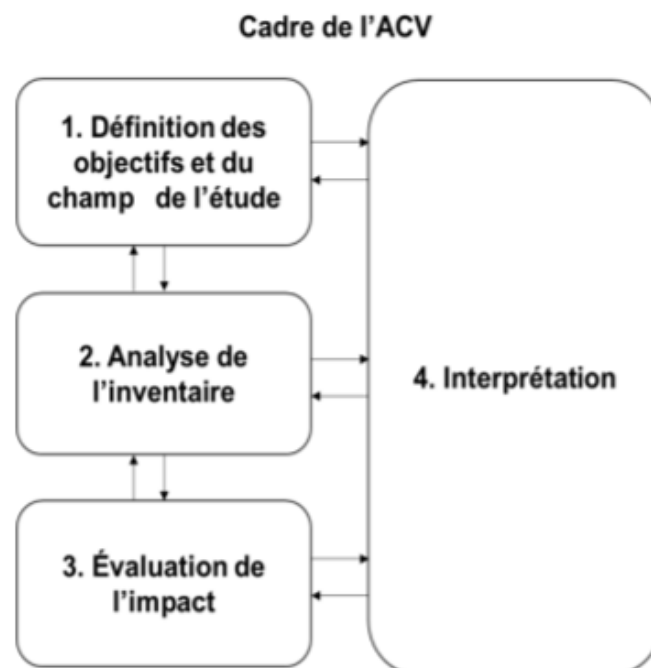 Cadre de l'ACV
1. Définition des
objectifs et du
champ de l'étude
2. Analyse de
l'inventaire
3. Évaluation de
l'impact
4. Interprétation